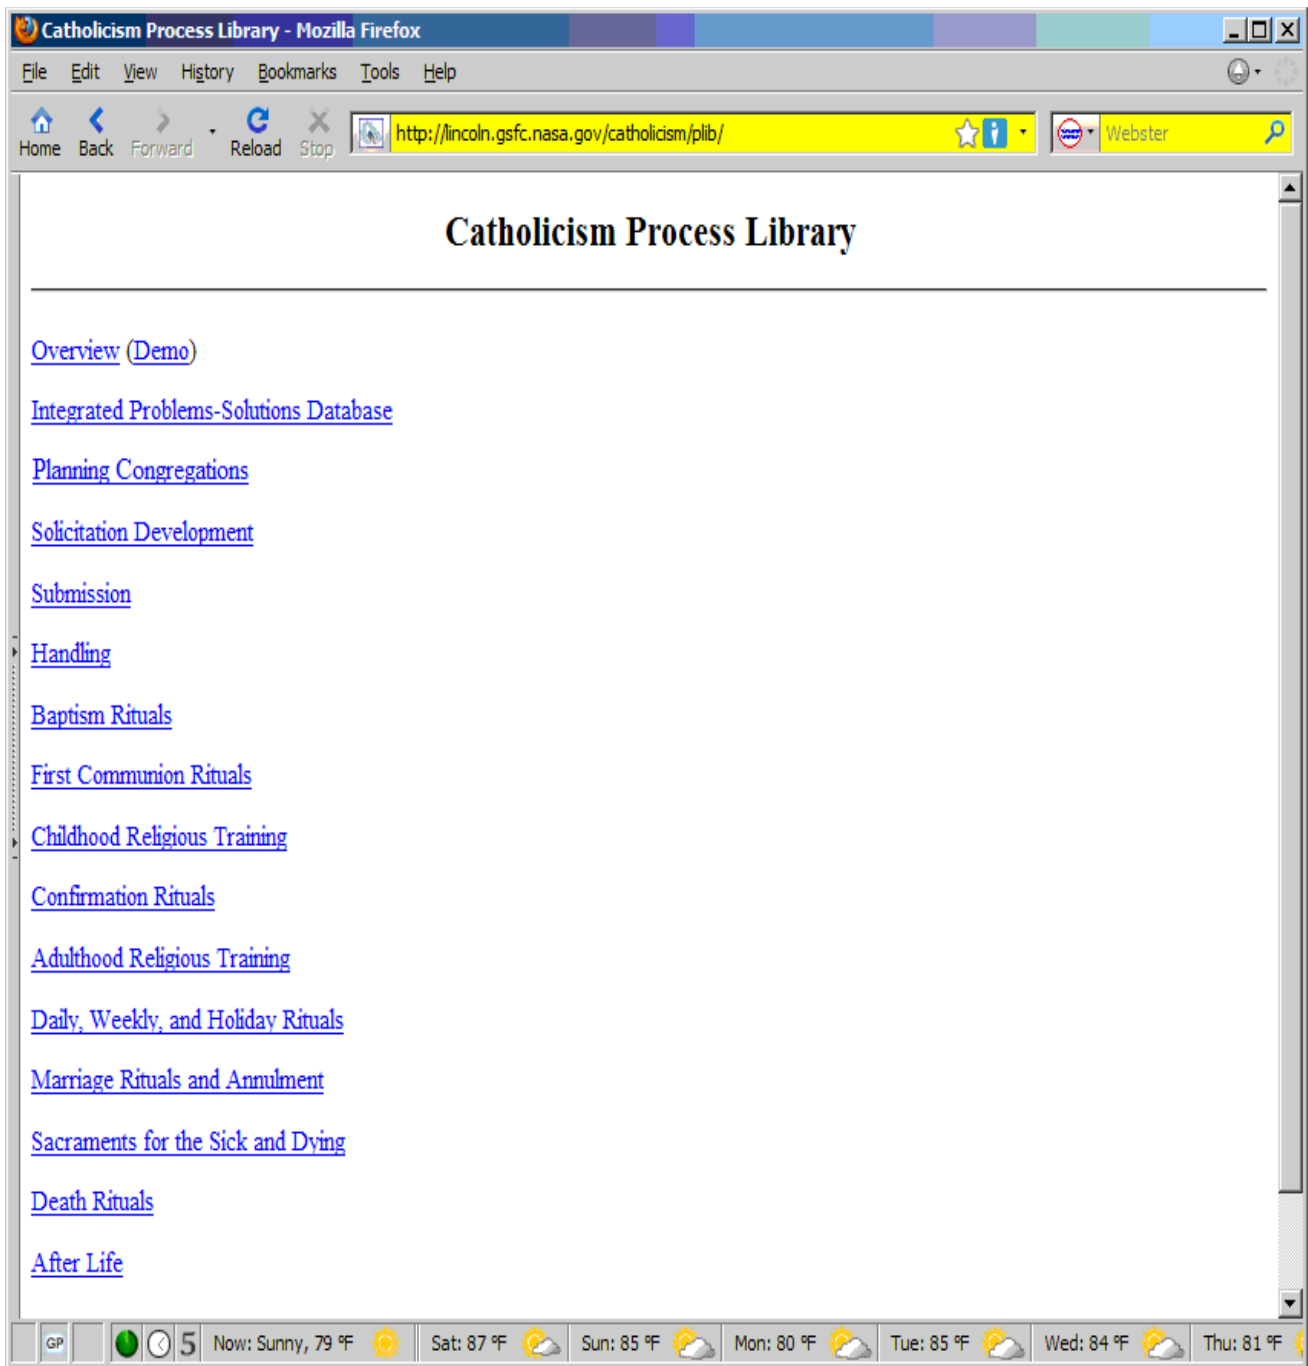 Catholicism Process Library - Mozilla Firefox
File Edit View History Bookmarks Tools Help
Home Back Forward Reload Stop http://lincoln.gsfc.nasa.gov/catholicism/plib/ Webster
Catholicism Process Library
Overview (Demo)
Integrated Problems-Solutions Database
Planning Congregations
Solicitation Development
Submission
Handling
Baptism Rituals
First Communion Rituals
Childhood Religious Training
Confirmation Rituals
Adulthood Religious Training
Daily, Weekly, and Holiday Rituals
Marriage Rituals and Annulment
Sacraments for the Sick and Dying
Death Rituals
After Life
GP 5 Now: Sunny, 79 °F Sat: 87 °F Sun: 85 °F Mon: 80 °F Tue: 85 °F Wed: 84 °F Thu: 81 °F